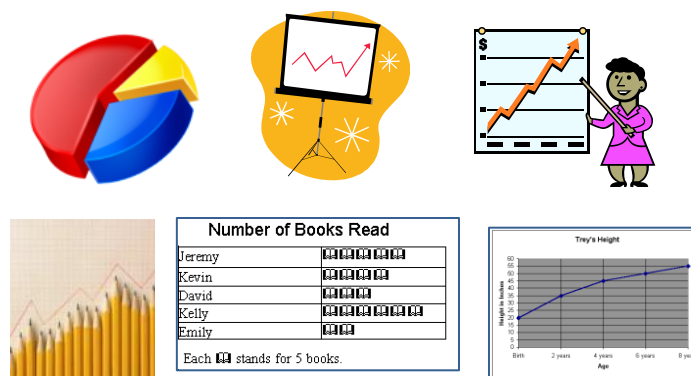 $
Number of Books Read
Jeremy
Kevin
David
Kelly
Emily
Each stands for 5 books.
Trey's Height
Height in Inches
60
55
50
45
40
35
30
25
20
15
10
5
0
Birth 2 years 4 years 6 years 8 ye
Age